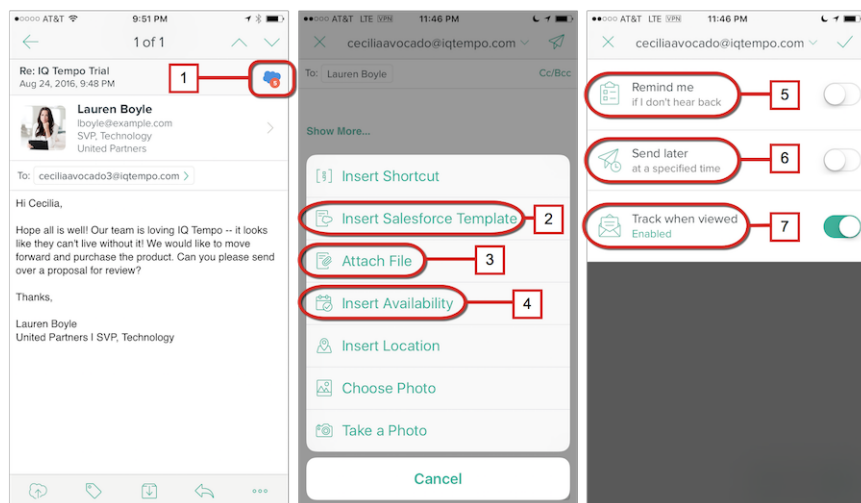 ●○○○○ AT&T 9:51 PM
1 of 1
Re: IQ Tempo Trial
Aug 24, 2016, 9:48 PM
1
Lauren Boyle
lboyle@example.com
SVP, Technology
United Partners
To: ceciliaavocado3@iqtempo.com >
Hi Cecilia,
Hope all is well! Our team is loving IQ Tempo -- it looks
like they can't live without it! We would like to move
forward and purchase the product. Can you please send
over a proposal for review?
Thanks,
Lauren Boyle
United Partners I SVP, Technology
●●○○○ AT&T LTE VPN 11:46 PM
ceciliaavocado@iqtempo.com
To: Lauren Boyle Cc/Bcc
Show More...
Insert Shortcut
Insert Salesforce Template
2
Attach File
3
Insert Availability
4
Insert Location
Choose Photo
Take a Photo
Cancel
●●○○○ AT&T LTE VPN 11:46 PM
ceciliaavocado@iqtempo.com
Remind me
if I don't hear back
5
Send later
at a specified time
6
Track when viewed
Enabled
7